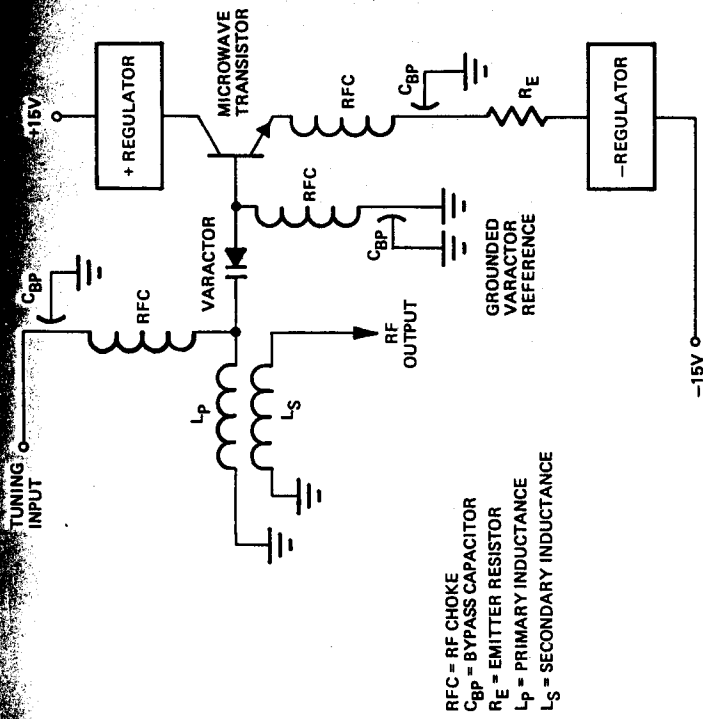 TUNING
INPUT
CBP
RFC
VARACTOR
+15V
+ REGULATOR
MICROWAVE
TRANSISTOR
RFC
CBP
RFC
CBP
RE
GROUNDED
VARACTOR
REFERENCE
– REGULATOR
–15V
LP
LS
RF
OUTPUT
RFC = RF CHOKE
CBP = BYPASS CAPACITOR
RE = EMITTER RESISTOR
LP = PRIMARY INDUCTANCE
LS = SECONDARY INDUCTANCE